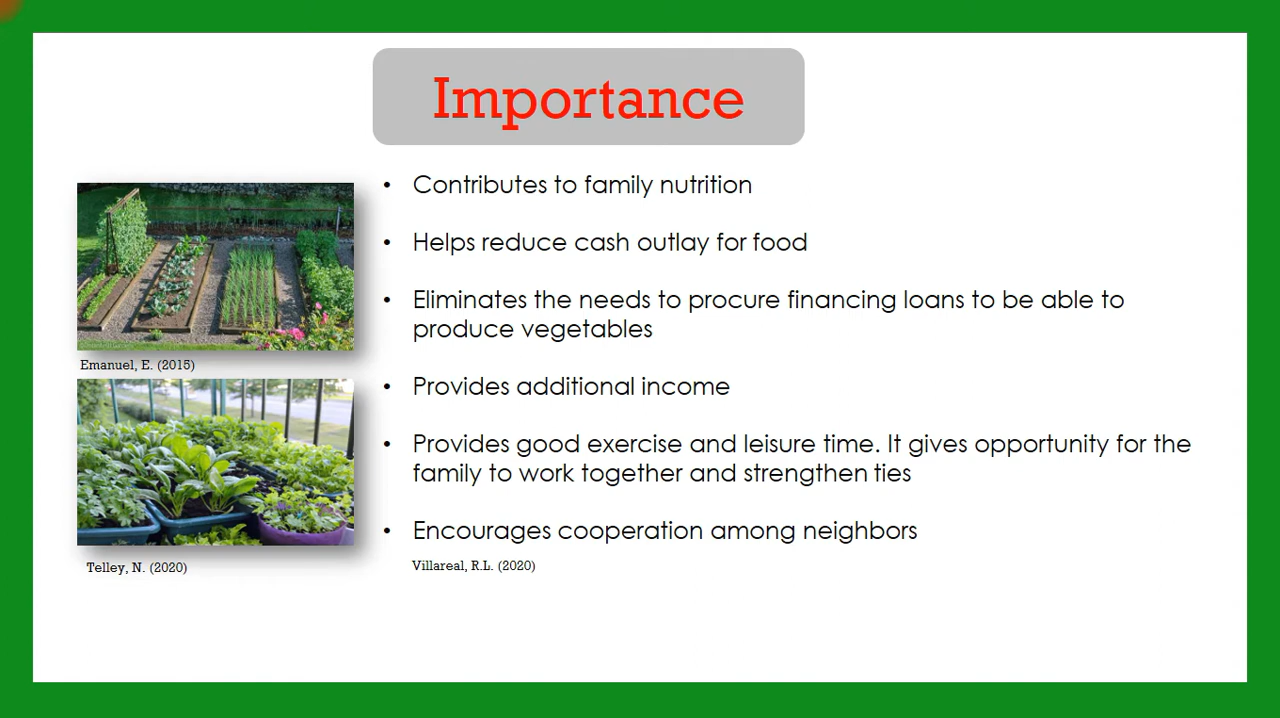 Importance
• Contributes to family nutrition
• Helps reduce cash outlay for food
• Eliminates the needs to procure financing loans to be able to
produce vegetables
Emanuel, E. (2015)
• Provides additional income
• Provides good exercise and leisure time. It gives opportunity for the
family to work together and strengthen ties
• Encourages cooperation among neighbors
Telley, N. (2020)
Villareal, R.L. (2020)